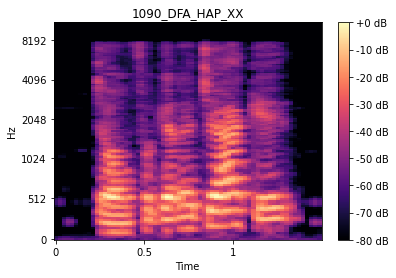 1090_DFA_HAP_XX
+0 dB
8192
-10 dB
4096
-20 dB
-30 dB
2048
Hz
-40 dB
1024
-50 dB
512
-60 dB
-70 dB
0
-80 dB
0
0.5
1
Time